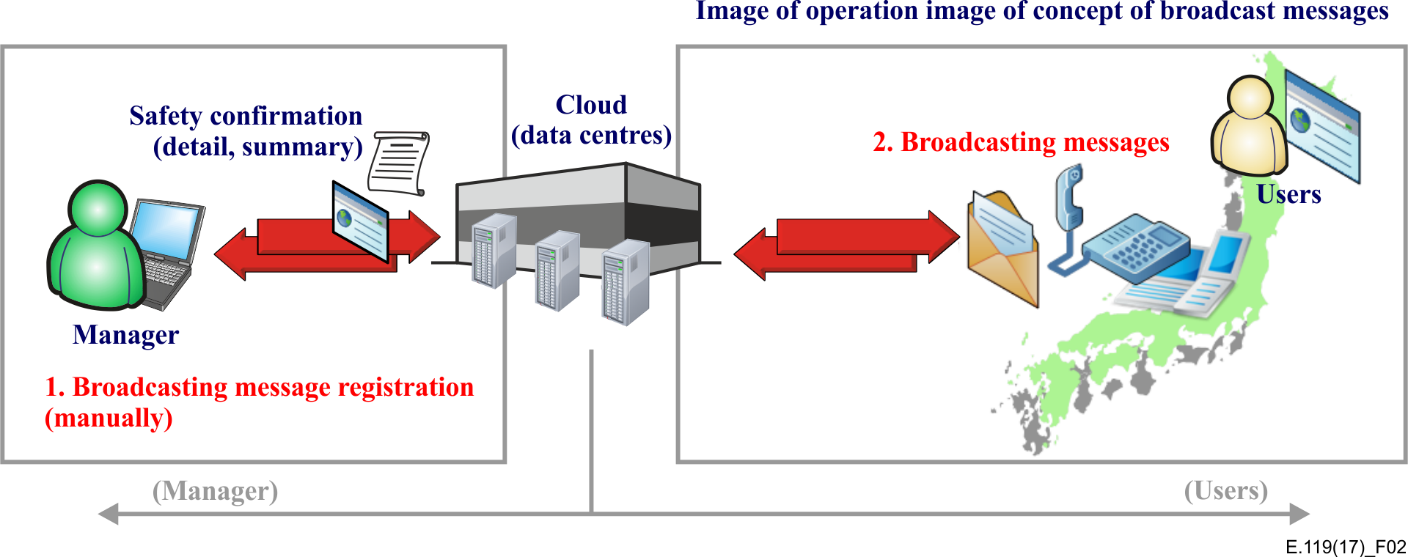 Image of operation image of concept of broadcast messages
Safety confirmation
(detail, summary)
Cloud
(data centres)
2. Broadcasting messages
Users
Manager
1. Broadcasting message registration
(manually)
(Manager)
(Users)
E.119(17)_F02